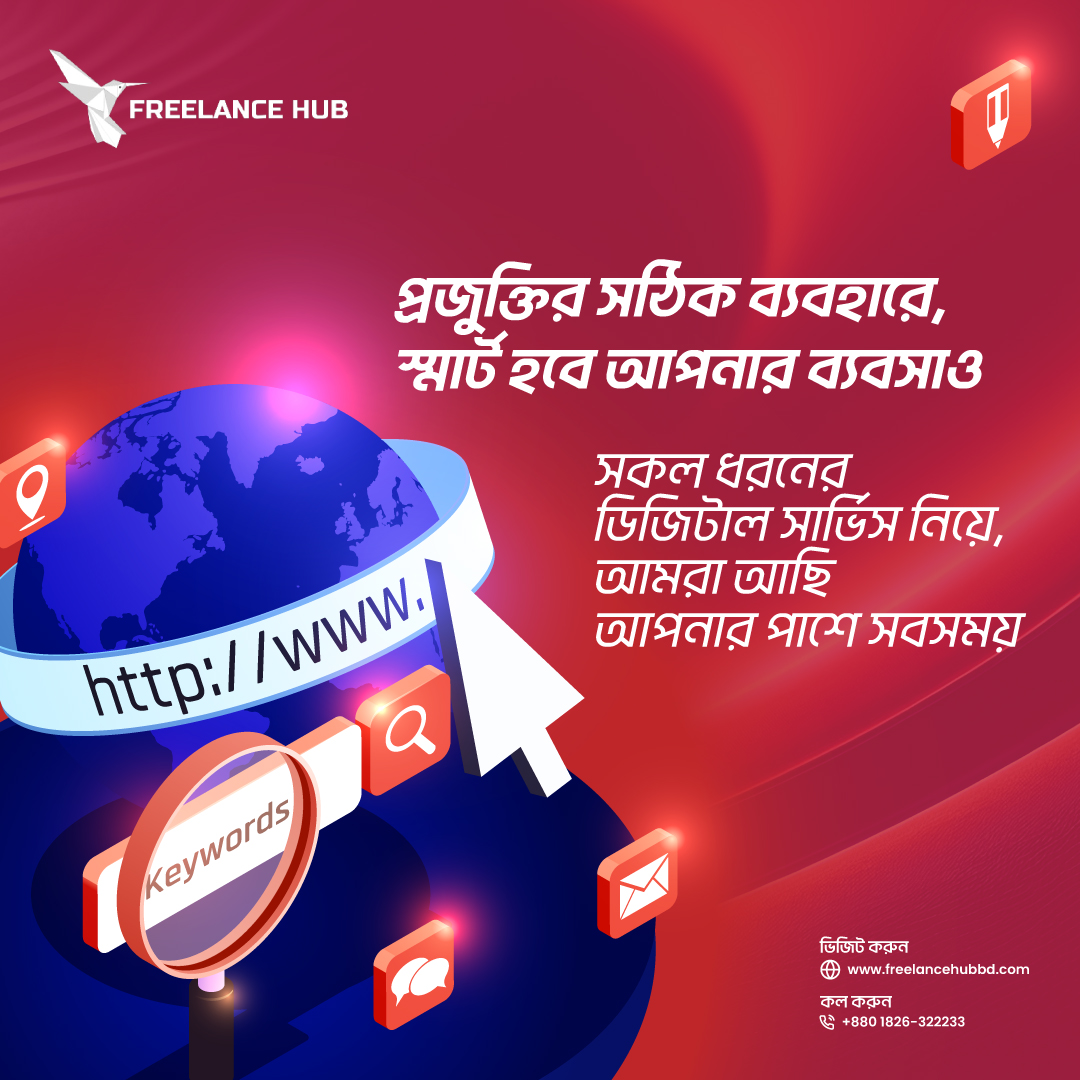 FREELANCE HUB
প্রজুক্তির সঠিক ব্যবহারে,
স্মার্ট হবে আপনার ব্যবসাও
সকল ধরনের
ডিজিটাল সার্ভিস নিয়ে,
আমরা আছি
আপনার পাশে সবসময়
http://www.
Keywords
ভিজিট করুন
www.freelancehubbd.com
কল করুন
+880 1826-322233